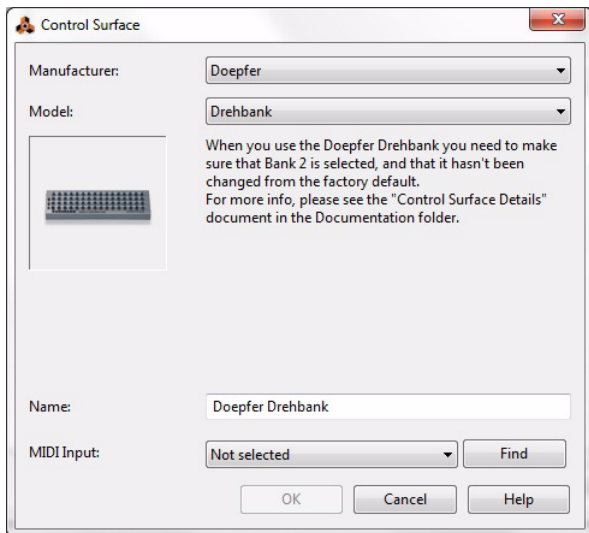 Control Surface
Manufacturer:
Doepfer
Model:
Drehbank
When you use the Doepfer Drehbank you need to make
sure that Bank 2 is selected, and that it hasn't been
changed from the factory default.
For more info, please see the "Control Surface Details"
document in the Documentation folder.
Name:
Doepfer Drehbank
MIDI Input:
Not selected
Find
OK
Cancel
Help